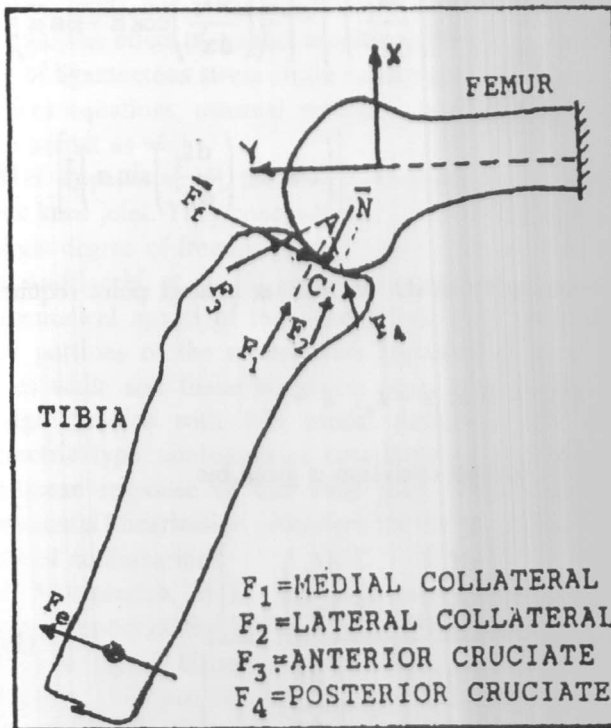 X
FEMUR
Y
N
F
A
F3
C
F1
F2
F4
TIBIA
Fe
F1=MEDIAL COLLATERAL
F2=LATERAL COLLATERAL
F3=ANTERIOR CRUCIATE
F4=POSTERIOR CRUCIATE